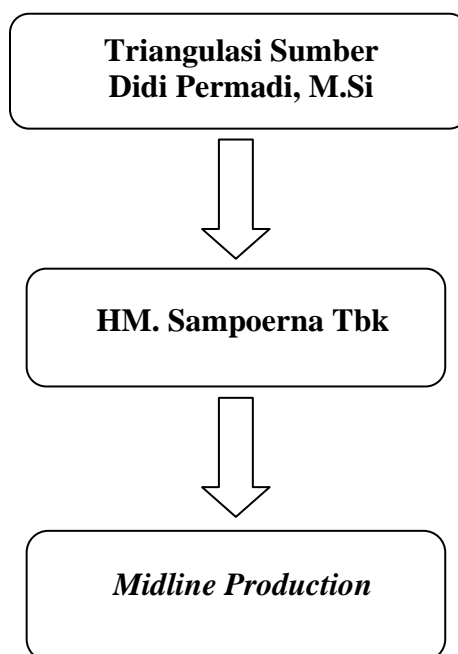 Triangulasi Sumber
Didi Permadi, M.Si
HM. Sampoerna Tbk
Midline Production